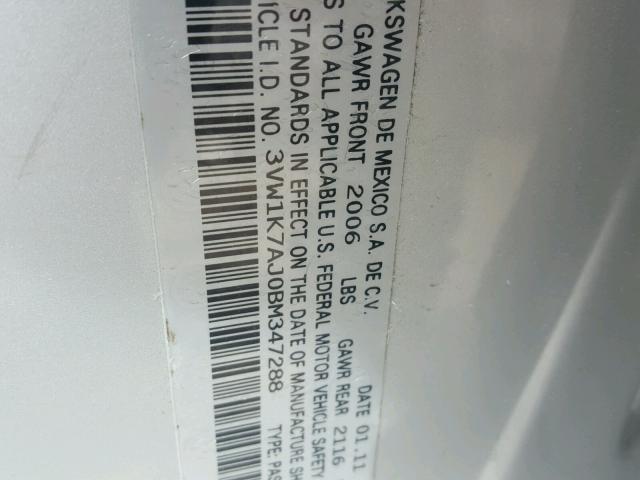 KSWAGEN DE MEXICO S.A. DE C.V. DATE 01.11
GAWR FRONT 2006 LBS GAWR REAR 2116
S TO ALL APPLICABLE U.S. FEDERAL MOTOR VEHICLE SAFETY
STANDARDS IN EFFECT ON THE DATE OF MANUFACTURE SH
ICLE I.D. NO. 3VW1K7AJ0BM347288 TYPE: PAS